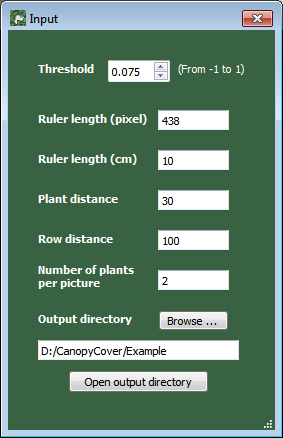 Input
Threshold 0.075 (From -1 to 1)
Ruler length (pixel) 438
Ruler length (cm) 10
Plant distance 30
Row distance 100
Number of plants
per picture 2
Output directory Browse ...
D:/CanopyCover/Example
Open output directory